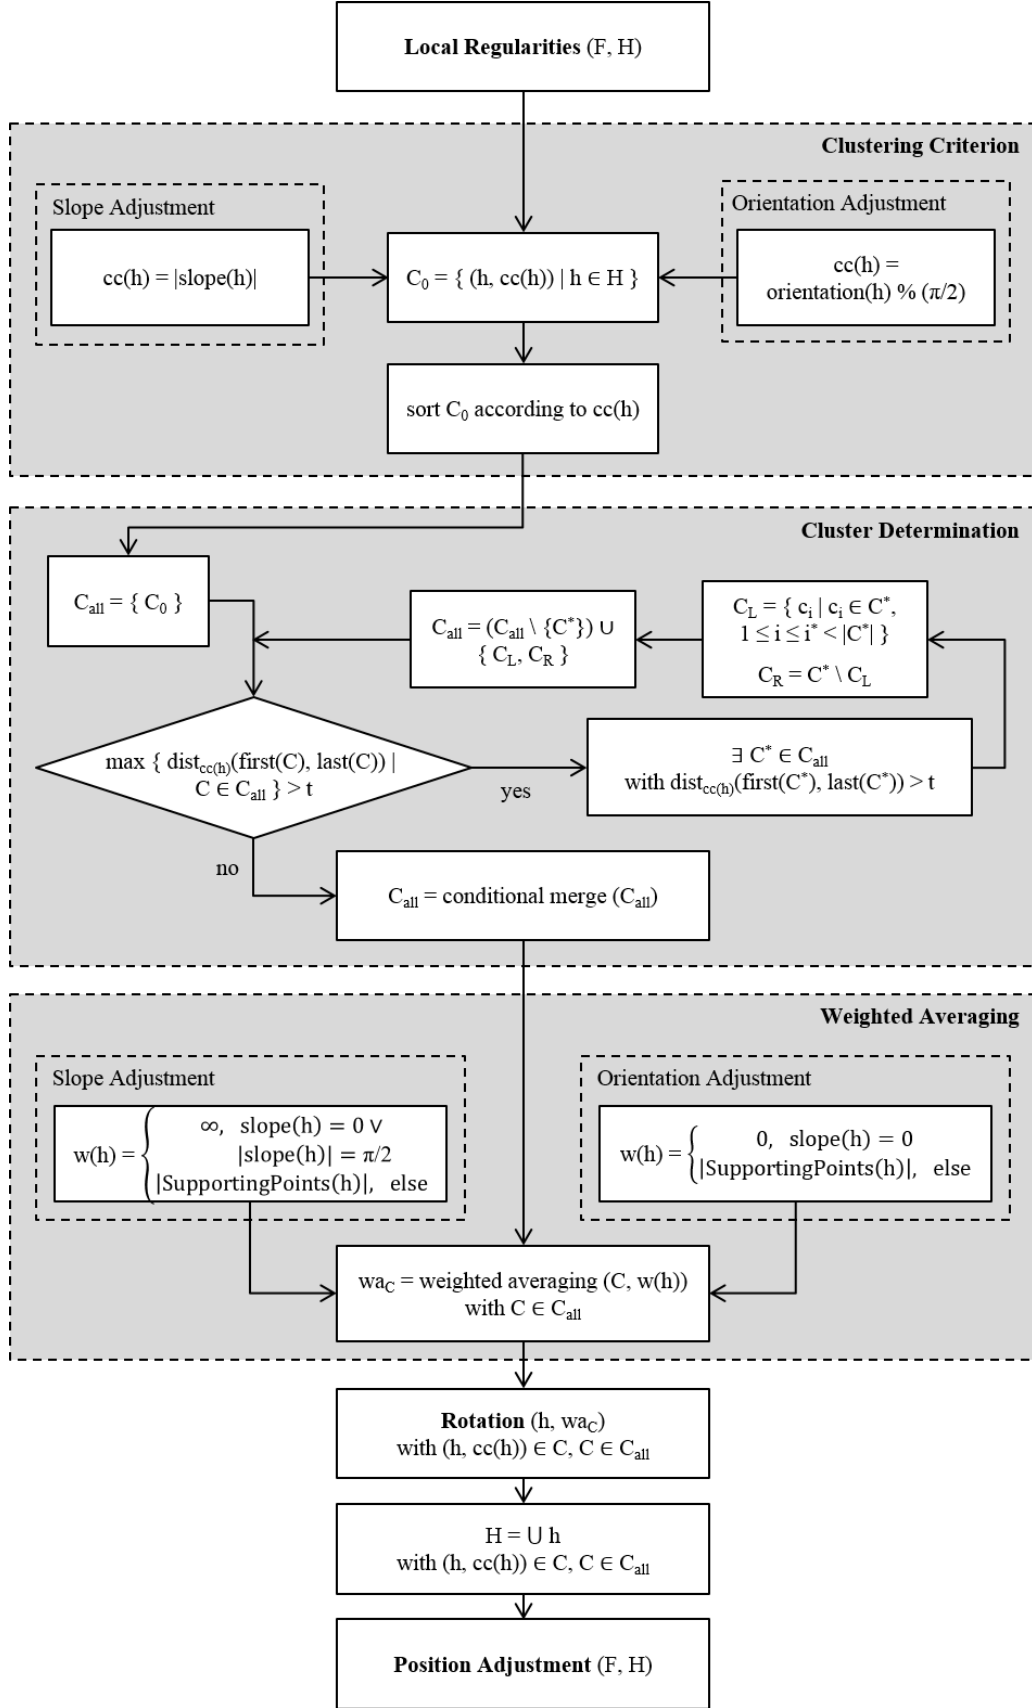 Local Regularities (F, H)
Clustering Criterion
Slope Adjustment
cc(h) = |slope(h)|
C₀ = { (h, cc(h)) | h ∈ H }
Orientation Adjustment
cc(h) =
orientation(h) % (π/2)
sort C₀ according to cc(h)
Cluster Determination
C_all = { C₀ }
C_all = (C_all \ {C*}) ∪
{ C_L, C_R }
C_L = { c_i | c_i ∈ C*,
1 ≤ i ≤ i* < |C*| }
C_R = C* \ C_L
max { dist_cc(h)(first(C), last(C)) |
C ∈ C_all } > t
yes
∃ C* ∈ C_all
with dist_cc(h)(first(C*), last(C*)) > t
no
C_all = conditional merge (C_all)
Weighted Averaging
Slope Adjustment
w(h) = { ∞, slope(h) = 0 ∨
|slope(h)| = π/2
|SupportingPoints(h)|, else
Orientation Adjustment
w(h) = { 0, slope(h) = 0
|SupportingPoints(h)|, else
wa_C = weighted averaging (C, w(h))
with C ∈ C_all
Rotation (h, wa_C)
with (h, cc(h)) ∈ C, C ∈ C_all
H = ∪ h
with (h, cc(h)) ∈ C, C ∈ C_all
Position Adjustment (F, H)